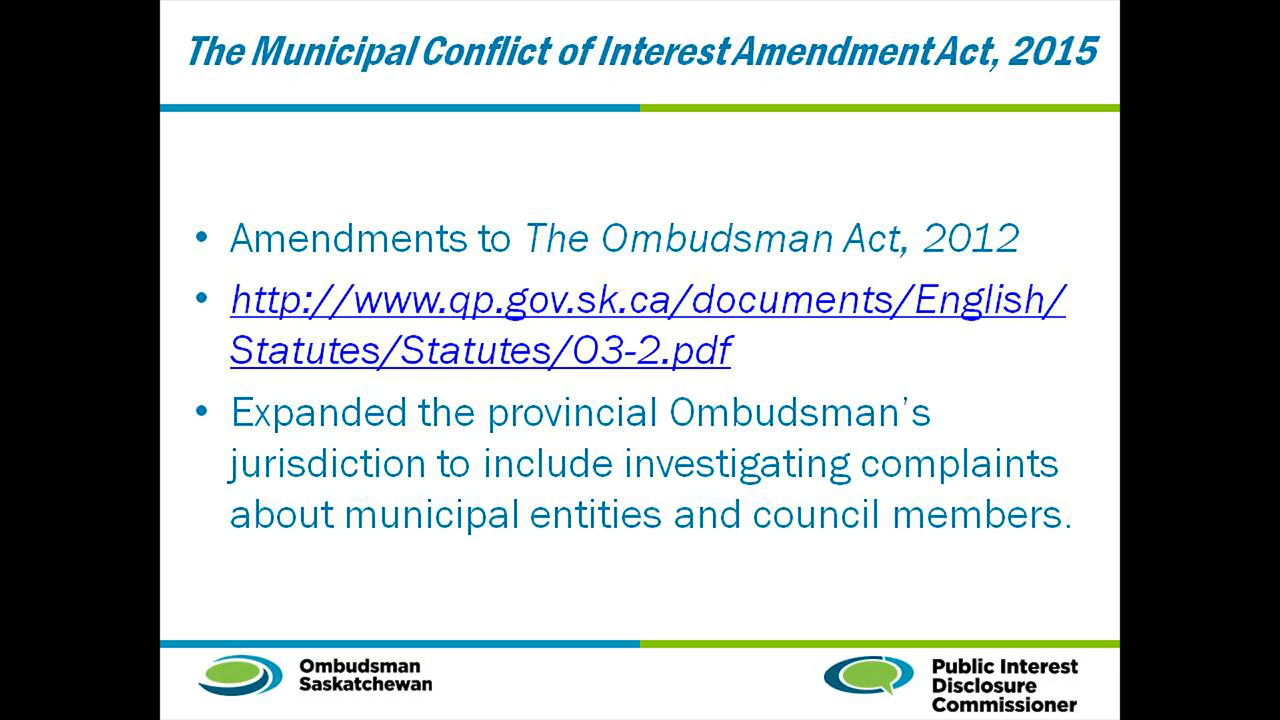 The Municipal Conflict of Interest Amendment Act, 2015
• Amendments to The Ombudsman Act, 2012
• http://www.qp.gov.sk.ca/documents/English/
Statutes/Statutes/O3-2.pdf
• Expanded the provincial Ombudsman's
jurisdiction to include investigating complaints
about municipal entities and council members.
Ombudsman
Saskatchewan
Public Interest
Disclosure
Commissioner